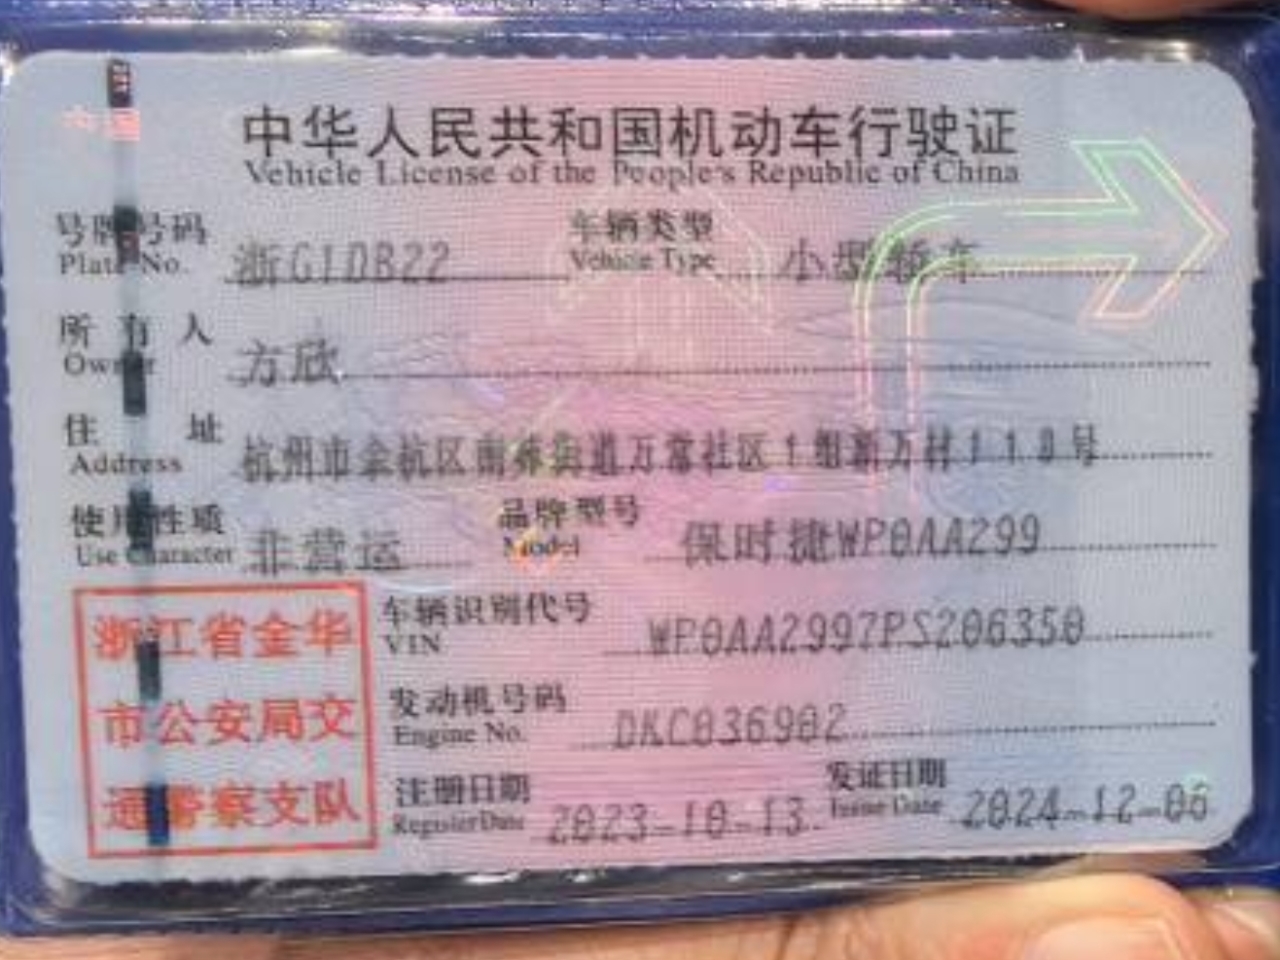 中国
中华人民共和国机动车行驶证
Vehicle License of the People's Republic of China
号牌号码 浙G1DB22 车辆类型 小型轿车
Plate No. Vehicle Type
所有人 方欣
Owner
住址 杭州市余杭区南苑街道万常社区1组新万村110号
Address
使用性质 非营运 品牌型号 保时捷WP0AA299
Use Character Model
浙江省金华
市公安局交
通警察支队
车辆识别代号 WP0AA2997PS206350
VIN
发动机号码 DKC036902
Engine No.
注册日期 2023-10-13 发证日期 2024-12-06
Register Date Issue Date